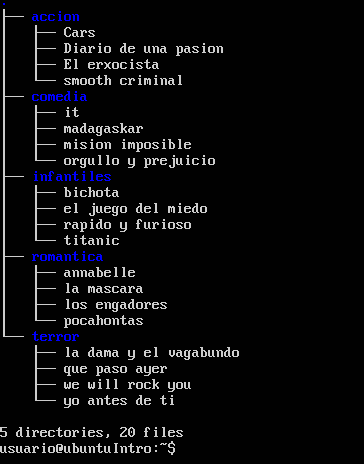 .
├── accion
│   ├── Cars
│   ├── Diario de una pasion
│   ├── El erxocista
│   └── smooth criminal
├── comedia
│   ├── it
│   ├── madagaskar
│   ├── mision imposible
│   └── orgullo y prejuicio
├── infantiles
│   ├── bichota
│   ├── el juego del miedo
│   ├── rapido y furioso
│   └── titanic
├── romantica
│   ├── annabelle
│   ├── la mascara
│   ├── los engadores
│   └── pocahontas
└── terror
    ├── la dama y el vagabundo
    ├── que paso ayer
    ├── we will rock you
    └── yo antes de ti

5 directories, 20 files
usuario@ubuntuIntro:~$